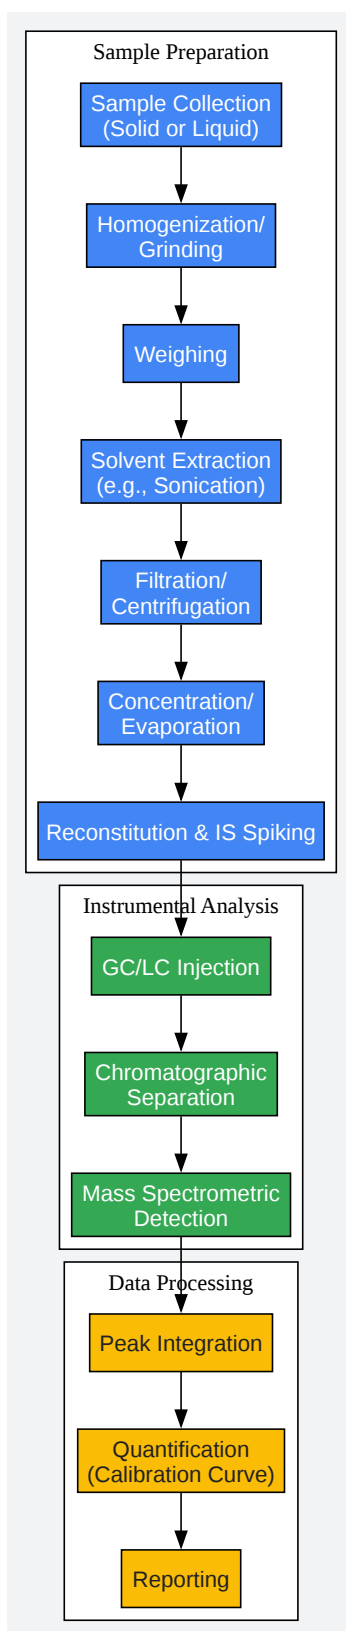 Sample Preparation
Sample Collection
(Solid or Liquid)
Homogenization/
Grinding
Weighing
Solvent Extraction
(e.g., Sonication)
Filtration/
Centrifugation
Concentration/
Evaporation
Reconstitution & IS Spiking
Instrumental Analysis
GC/LC Injection
Chromatographic
Separation
Mass Spectrometric
Detection
Data Processing
Peak Integration
Quantification
(Calibration Curve)
Reporting